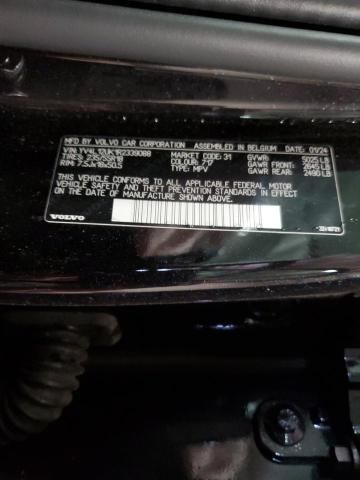 MFD BY VOLVO CAR CORPORATION ASSEMBLED IN BELGIUM, 01/24
VIN: YV4L12UK1R2339088 MARKET CODE: 31 GVWR: 5025 LB
TIRES: 235/55R18 COLOUR: 717 GAWR FRONT: 2645 LB
RIM: 7.5Jx18x50.5 TYPE: MPV GAWR REAR: 2490 LB
THIS VEHICLE CONFORMS TO ALL APPLICABLE FEDERAL MOTOR
VEHICLE SAFETY AND THEFT PREVENTION STANDARDS IN EFFECT
ON THE DATE OF MANUFACTURE SHOWN ABOVE.
VOLVO